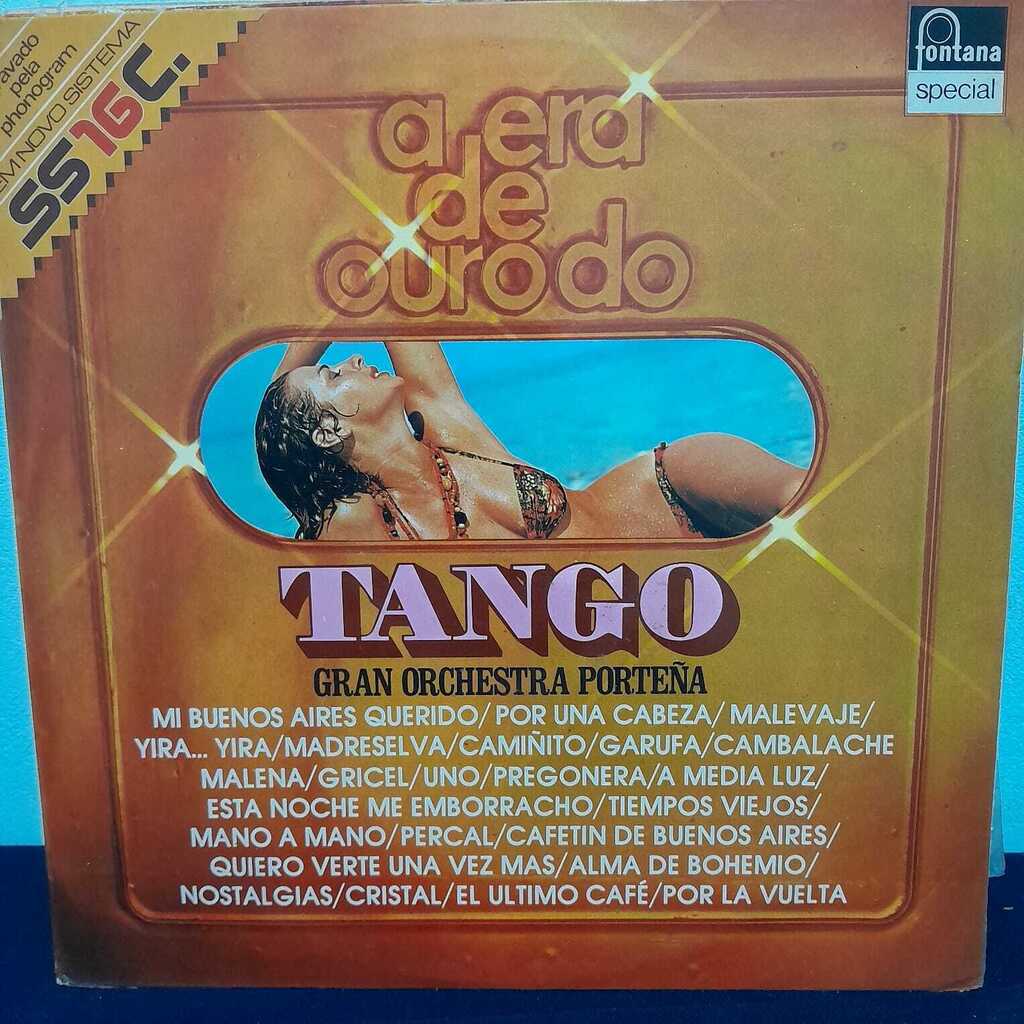 avado
pela
phonogram
EM NOVO SISTEMA
SS16C.
fontana
special
a era
de
ouro do
TANGO
GRAN ORCHESTRA PORTEÑA
MI BUENOS AIRES QUERIDO/POR UNA CABEZA/MALEVAJE/
YIRA... YIRA/MADRESELVA/CAMIÑITO/GARUFA/CAMBALACHE
MALENA/GRICEL/UNO/PREGONERA/A MEDIA LUZ/
ESTA NOCHE ME EMBORRACHO/TIEMPOS VIEJOS/
MANO A MANO/PERCAL/CAFETIN DE BUENOS AIRES/
QUIERO VERTE UNA VEZ MAS/ALMA DE BOHEMIO/
NOSTALGIAS/CRISTAL/EL ULTIMO CAFÉ/POR LA VUELTA